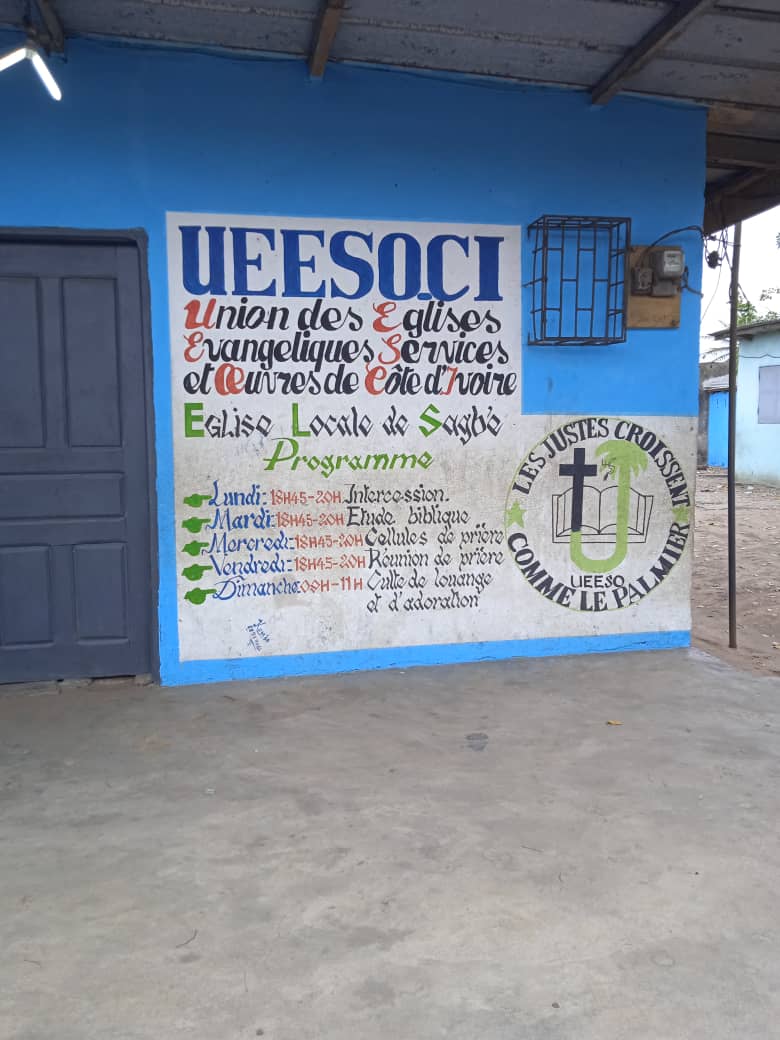 UEESO.CI
Union des Eglises
Evangeliques Services
et Œuvres de Côte d'Ivoire
Eglise Locale de Sagbé
Programme
Lundi: 18H45-20H Intercession.
Mardi: 18H45-20H Etude biblique
Mercredi: 18H45-20H Cellules de prière
Vendredi: 18H45-20H Réunion de prière
Dimanche: 09H-11H Culte de louange
et d'adoration
LES JUSTES CROISSENT
COMME LE PALMIER
UEESO